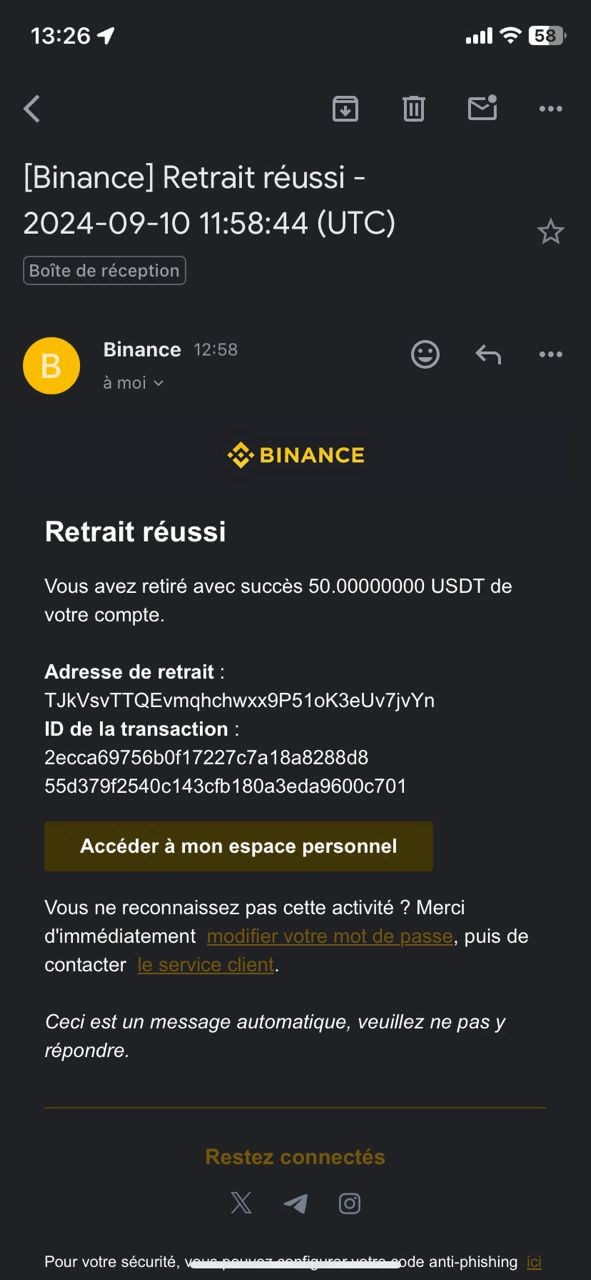 13:26
58
[Binance] Retrait réussi -
2024-09-10 11:58:44 (UTC)
Boîte de réception
B
Binance 12:58
à moi
BINANCE
Retrait réussi
Vous avez retiré avec succès 50.00000000 USDT de
votre compte.
Adresse de retrait :
TJkVsvTTQEvmqhchwxx9P51oK3eUv7jvYn
ID de la transaction :
2ecca69756b0f17227c7a18a8288d8
55d379f2540c143cfb180a3eda9600c701
Accéder à mon espace personnel
Vous ne reconnaissez pas cette activité ? Merci
d'immédiatement modifier votre mot de passe, puis de
contacter le service client.
Ceci est un message automatique, veuillez ne pas y
répondre.
Restez connectés
Pour votre sécurité, vous pouvez configurer votre code anti-phishing ici